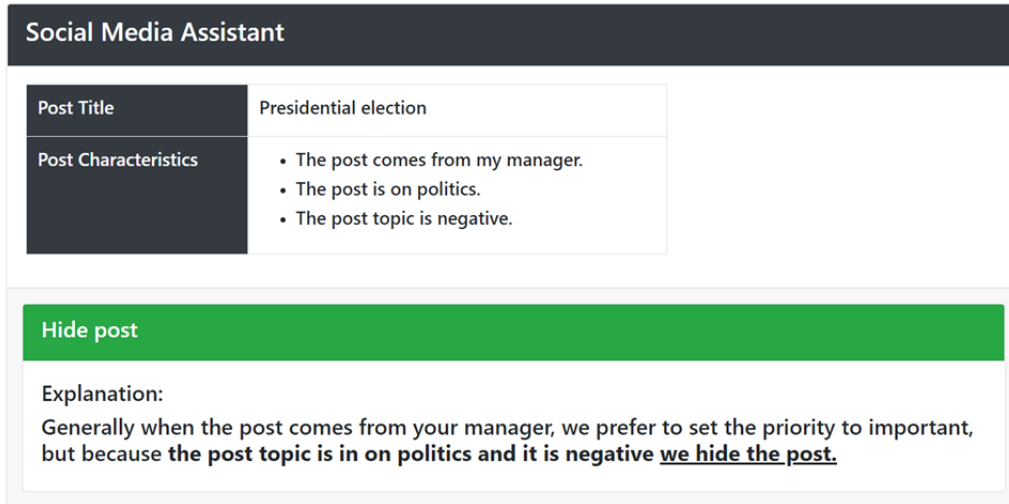 Social Media Assistant
Post Title
Presidential election
Post Characteristics
• The post comes from my manager.
• The post is on politics.
• The post topic is negative.
Hide post
Explanation:
Generally when the post comes from your manager, we prefer to set the priority to important,
but because the post topic is in on politics and it is negative we hide the post.